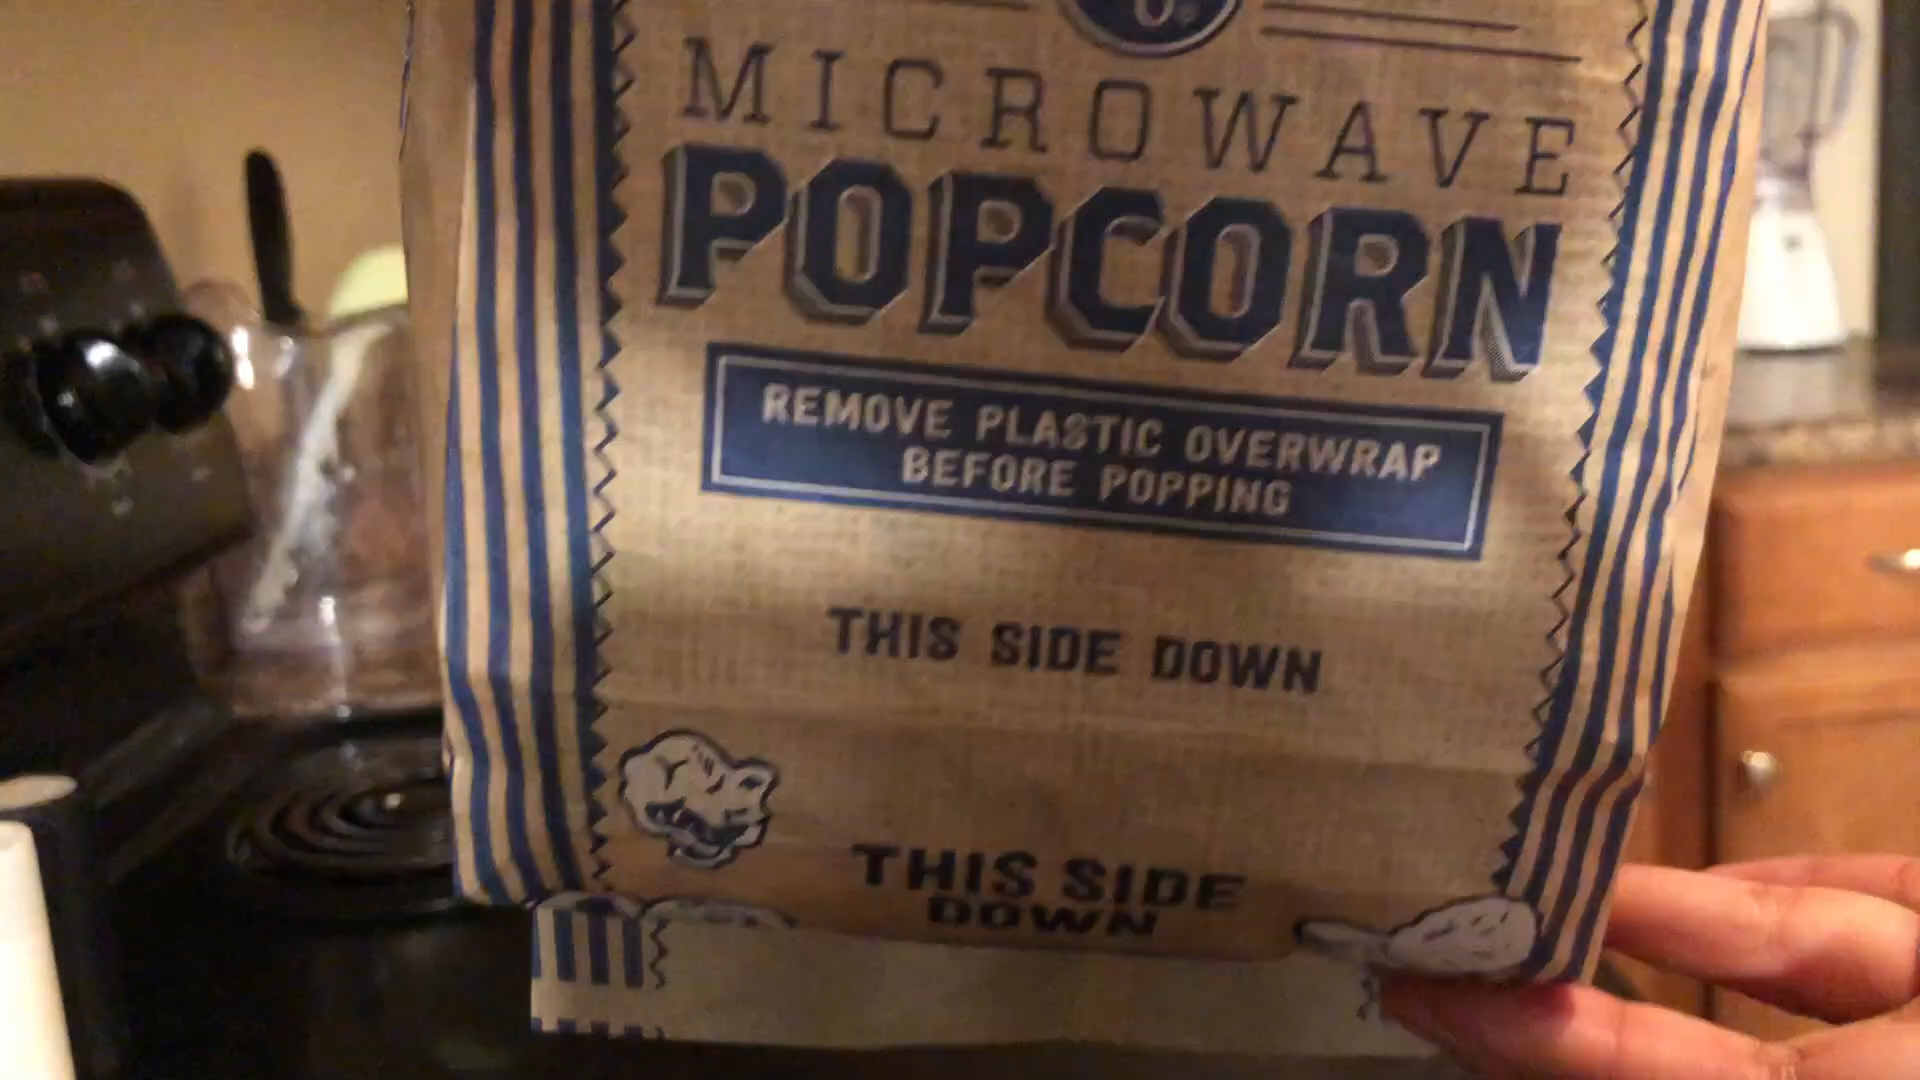 MICROWAVE
POPCORN
REMOVE PLASTIC OVERWRAP
BEFORE POPPING
THIS SIDE DOWN
THIS SIDE
DOWN